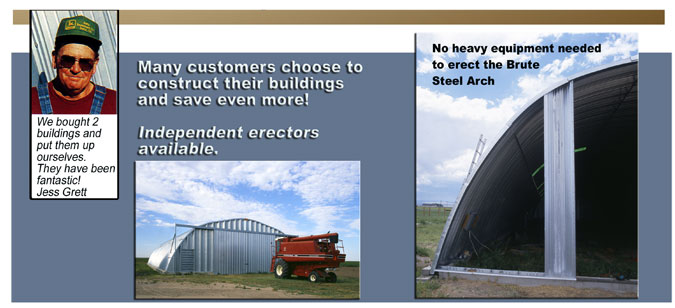 We bought 2
buildings and
put them up
ourselves.
They have been
fantastic!
Jess Grett
Many customers choose to
construct their buildings
and save even more!
Independent erectors
available.
No heavy equipment needed
to erect the Brute
Steel Arch